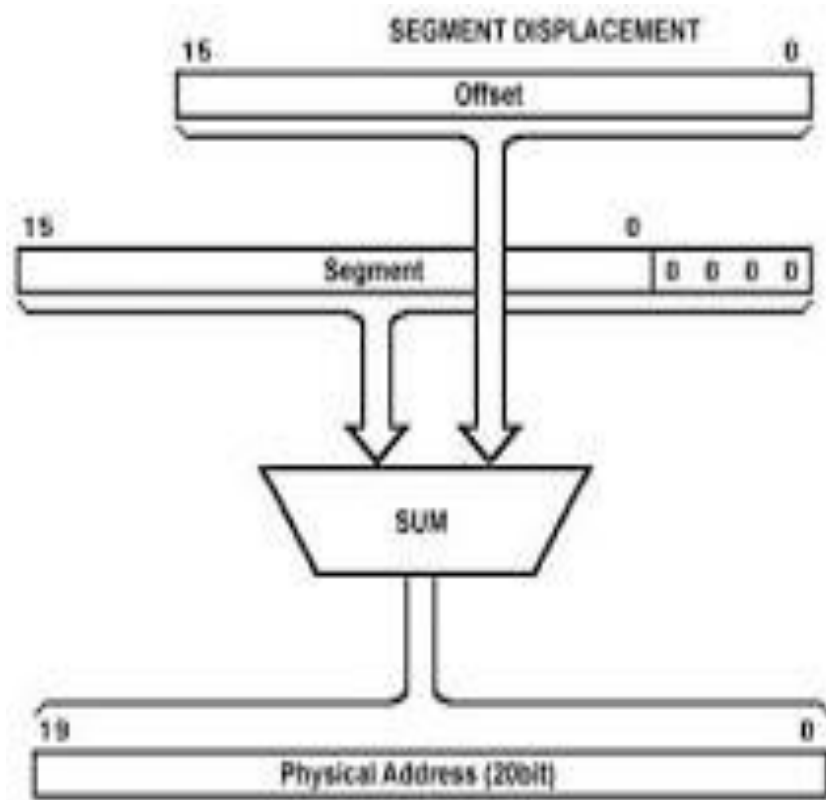 SEGMENT DISPLACEMENT
15 0
Offset
15 0
Segment 0 0 0 0
SUM
19 0
Physical Address (20bit)